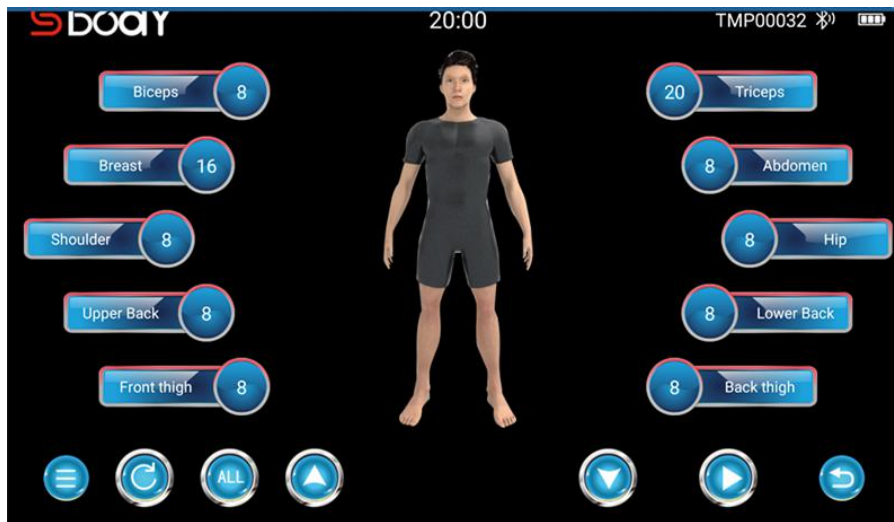 SBODY
20:00
TMP00032
Biceps 8
20 Triceps
Breast 16
8 Abdomen
Shoulder 8
8 Hip
Upper Back 8
8 Lower Back
Front thigh 8
8 Back thigh
ALL